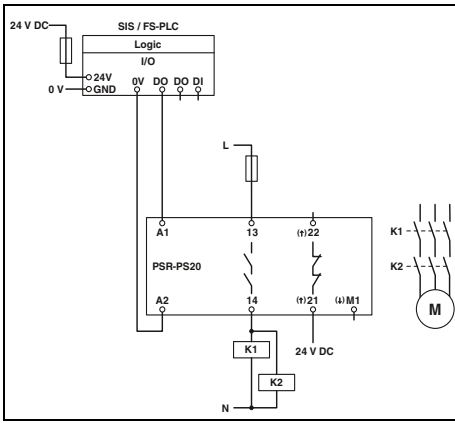 24 V DC
SIS / FS-PLC
Logic
I/O
24V
0 V
GND
0V DO DO DI
L
A1 13 (↑)22
K1
PSR-PS20
K2
A2 14 (↑)21 (↓)M1
M
K1
24 V DC
K2
N